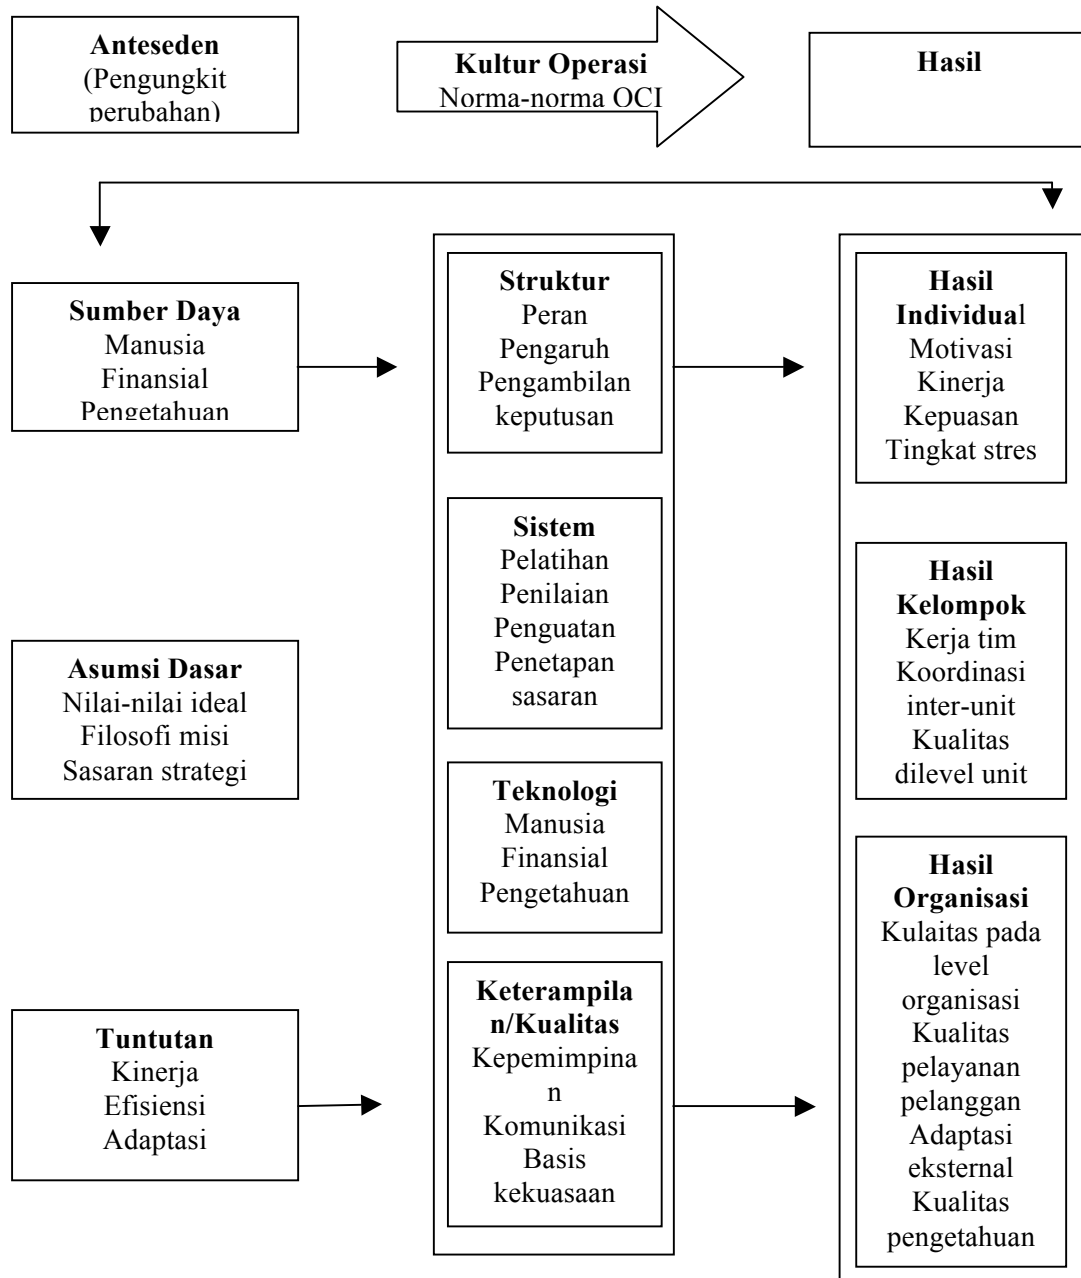 Anteseden
(Pengungkit
perubahan)
Kultur Operasi
Norma-norma OCI
Hasil
Sumber Daya
Manusia
Finansial
Pengetahuan
Asumsi Dasar
Nilai-nilai ideal
Filosofi misi
Sasaran strategi
Tuntutan
Kinerja
Efisiensi
Adaptasi
Struktur
Peran
Pengaruh
Pengambilan
keputusan
Sistem
Pelatihan
Penilaian
Penguatan
Penetapan
sasaran
Teknologi
Manusia
Finansial
Pengetahuan
Keterampila
n/Kualitas
Kepemimpina
n
Komunikasi
Basis
kekuasaan
Hasil
Individual
Motivasi
Kinerja
Kepuasan
Tingkat stres
Hasil
Kelompok
Kerja tim
Koordinasi
inter-unit
Kualitas
dilevel unit
Hasil
Organisasi
Kulaitas pada
level
organisasi
Kualitas
pelayanan
pelanggan
Adaptasi
eksternal
Kualitas
pengetahuan